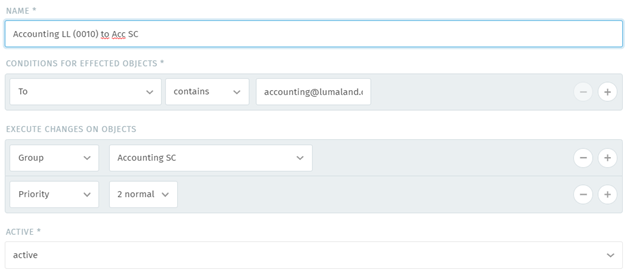 NAME *
Accounting LL (0010) to Acc SC
CONDITIONS FOR EFFECTED OBJECTS *
To contains accounting@lumaland.
EXECUTE CHANGES ON OBJECTS
Group Accounting SC
Priority 2 normal
ACTIVE *
active